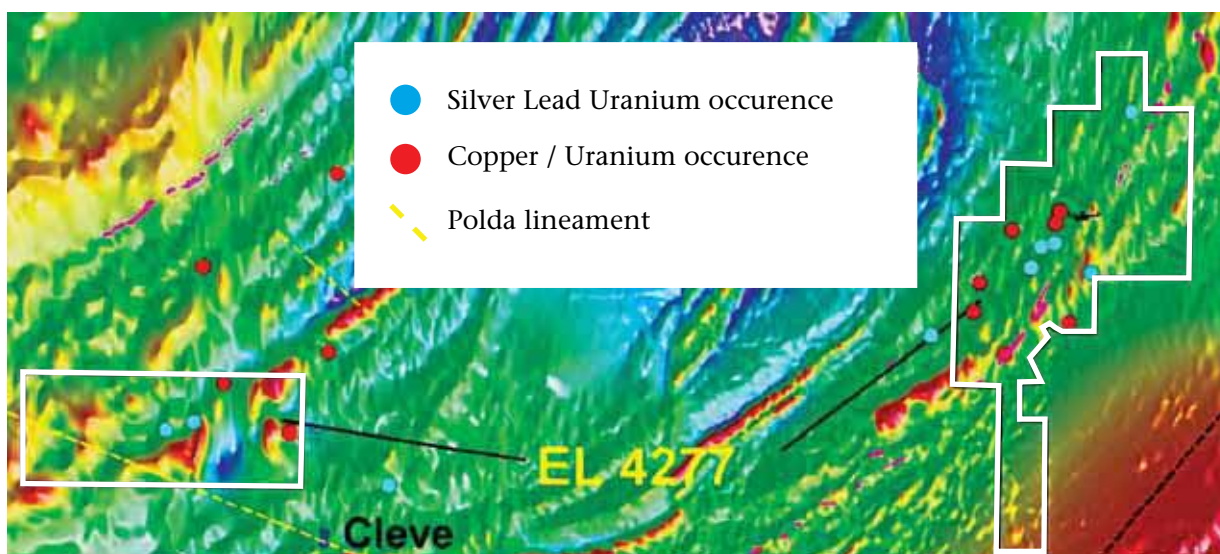 Silver Lead Uranium occurence
Copper / Uranium occurence
Polda lineament
EL 4277
Cleve